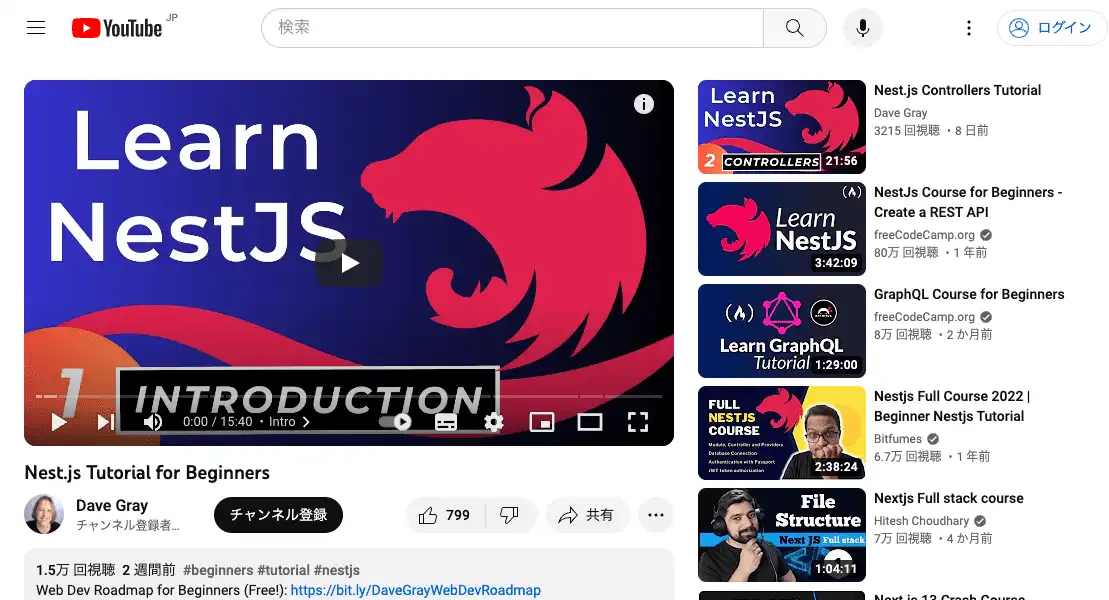 YouTube JP
検索
ログイン
Learn
NestJS
1 INTRODUCTION
0:00 / 15:40 • Intro
Nest.js Tutorial for Beginners
Dave Gray
チャンネル登録者...
チャンネル登録
799
共有
1.5万 回視聴 2 週間前 #beginners #tutorial #nestjs
Web Dev Roadmap for Beginners (Free!): https://bit.ly/DaveGrayWebDevRoadmap
Learn
NestJS
2 CONTROLLERS
21:56
Nest.js Controllers Tutorial
Dave Gray
3215 回視聴 • 8 日前
Learn
NestJS
3:42:09
NestJs Course for Beginners -
Create a REST API
freeCodeCamp.org
80万 回視聴 • 1 年前
Learn GraphQL
Tutorial
1:29:00
GraphQL Course for Beginners
freeCodeCamp.org
8万 回視聴 • 2 か月前
FULL
NESTJS
COURSE
Module, Controller and Providers
Database Connection
Authentication with Passport
JWT token authorization
2:38:24
Nestjs Full Course 2022 |
Beginner Nestjs Tutorial
Bitfumes
6.7万 回視聴 • 1 年前
File
Structure
Next JS Full stack
1:04:11
Nextjs Full stack course
Hitesh Choudhary
7万 回視聴 • 4 か月前
Next.js 13 Crash Course